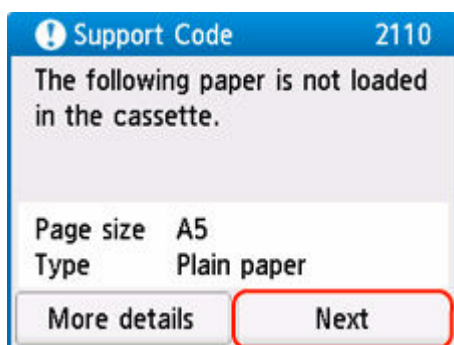 Support Code 2110
The following paper is not loaded
in the cassette.
Page size A5
Type Plain paper
More details Next